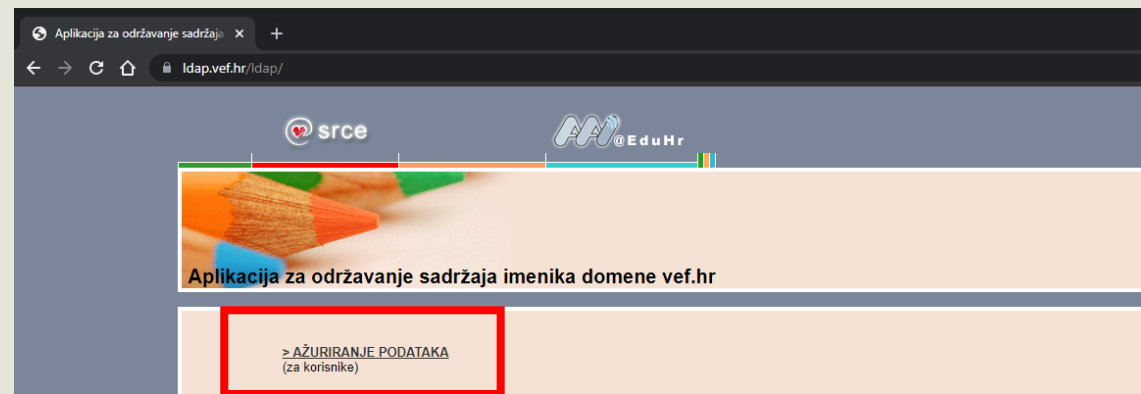 Aplikacija za održavanje sadržaja
ldap.vef.hr/ldap/
@srce
AAI@EduHr
Aplikacija za održavanje sadržaja imenika domene vef.hr
> AŽURIRANJE PODATAKA
(za korisnike)